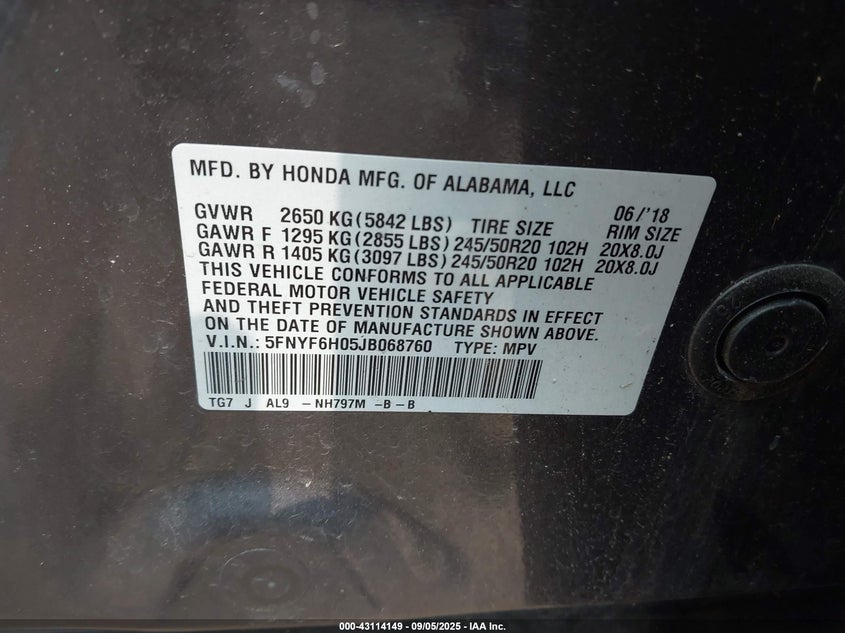 MFD. BY HONDA MFG. OF ALABAMA, LLC
GVWR 2650 KG (5842 LBS) TIRE SIZE 06/'18 RIM SIZE
GAWR F 1295 KG (2855 LBS) 245/50R20 102H 20X8.0J
GAWR R 1405 KG (3097 LBS) 245/50R20 102H 20X8.0J
THIS VEHICLE CONFORMS TO ALL APPLICABLE
FEDERAL MOTOR VEHICLE SAFETY
AND THEFT PREVENTION STANDARDS IN EFFECT
ON THE DATE OF MANUFACTURE SHOWN ABOVE.
V.I.N.: 5FNYF6H05JB068760 TYPE: MPV
TG7 J AL9 -NH797M -B-B
000-43114149 - 09/05/2025 - IAA Inc.